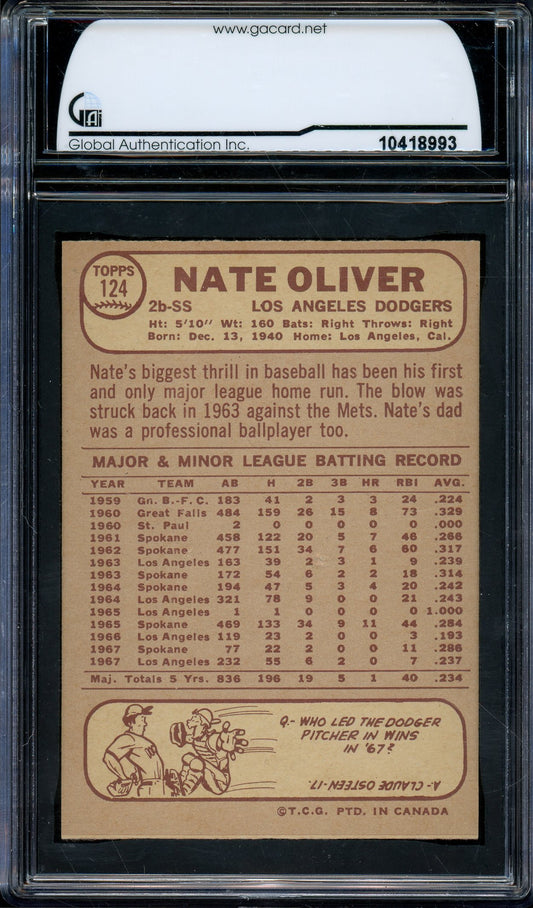 www.gacard.net
GAi
Global Authentication Inc.
10418993
TOPPS
124
NATE OLIVER
2b-SS LOS ANGELES DODGERS
Ht: 5'10" Wt: 160 Bats: Right Throws: Right
Born: Dec. 13, 1940 Home: Los Angeles, Cal.
Nate's biggest thrill in baseball has been his first
and only major league home run. The blow was
struck back in 1963 against the Mets. Nate's dad
was a professional ballplayer too.
MAJOR & MINOR LEAGUE BATTING RECORD
YEAR TEAM AB H 2B 3B HR RBI AVG.
1959 Gn. B.-F.C. 183 41 2 3 3 24 .224
1960 Great Falls 484 159 26 15 8 73 .329
1960 St. Paul 2 0 0 0 0 0 .000
1961 Spokane 458 122 20 5 7 46 .266
1962 Spokane 477 151 34 7 6 60 .317
1963 Los Angeles 163 39 2 3 1 9 .239
1963 Spokane 172 54 6 2 2 18 .314
1964 Spokane 194 47 5 3 4 20 .242
1964 Los Angeles 321 78 9 0 0 21 .243
1965 Los Angeles 1 1 0 0 0 0 1.000
1965 Spokane 469 133 34 9 11 44 .284
1966 Los Angeles 119 23 2 0 0 3 .193
1967 Spokane 77 22 2 0 0 11 .286
1967 Los Angeles 232 55 6 2 0 7 .237
Maj. Totals 5 Yrs. 836 196 19 5 1 40 .234
Q.- WHO LED THE DODGER
PITCHER IN WINS
IN '67?
A.- CLAUDE OSTEEN-17.
©T.C.G. PTD. IN CANADA